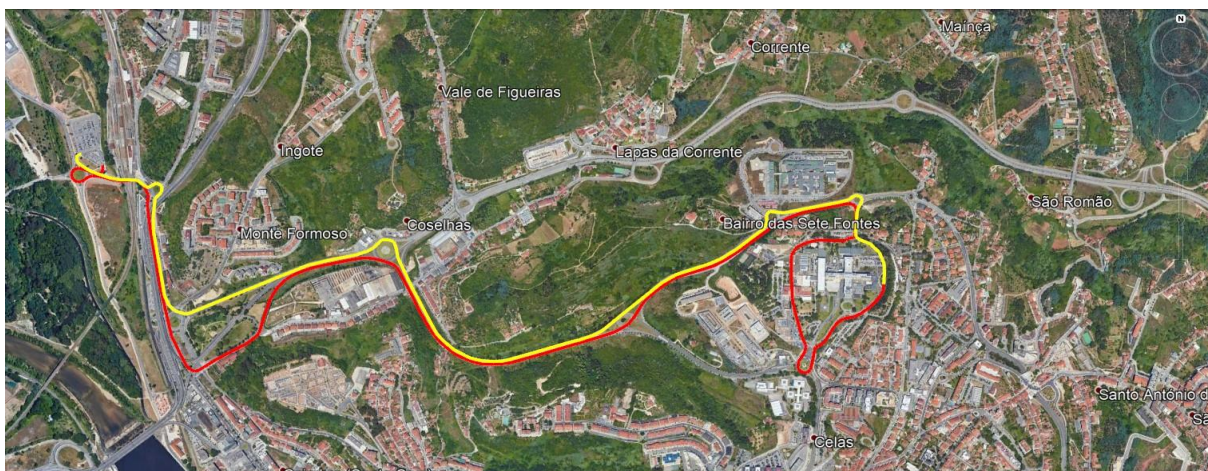 N
Mainça
Corrente
Vale de Figueiras
Ingote
Lapas da Corrente
São Romão
Bairro das Sete Fontes
Coselhas
Monte Formoso
Santo António d
Sã
Celas